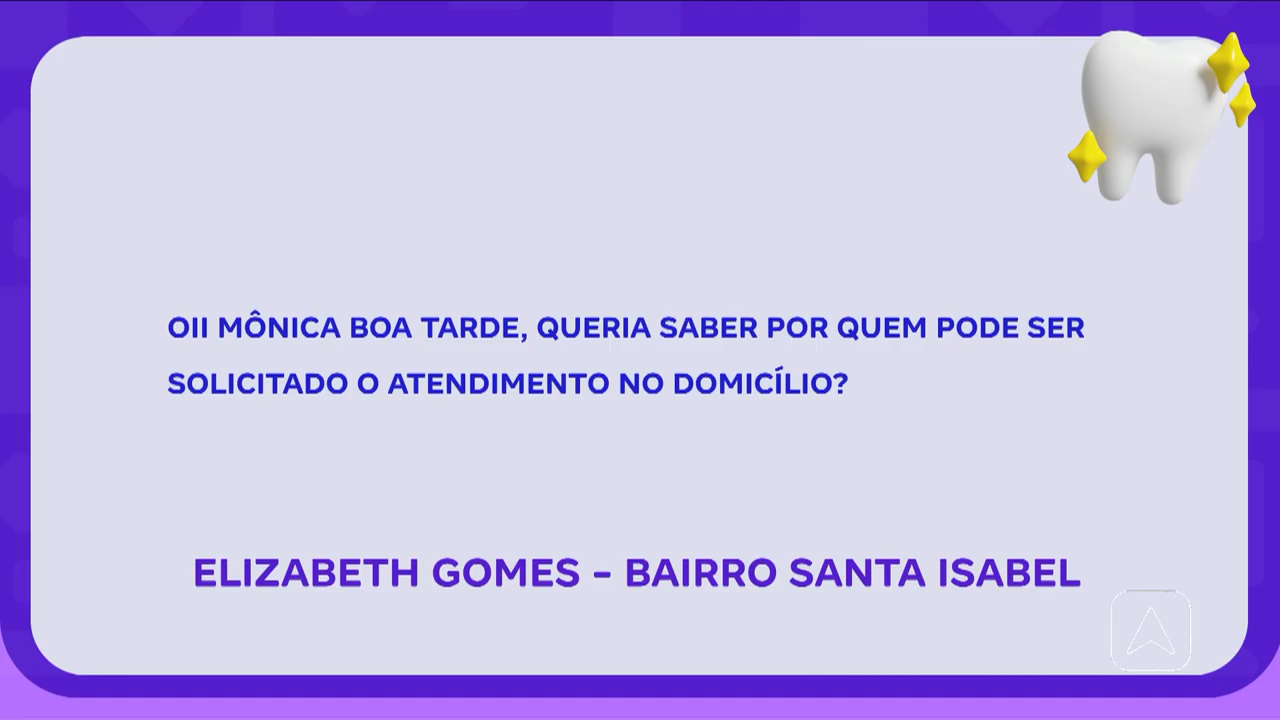 OII MÔNICA BOA TARDE, QUERIA SABER POR QUEM PODE SER
SOLICITADO O ATENDIMENTO NO DOMICÍLIO?
ELIZABETH GOMES – BAIRRO SANTA ISABEL